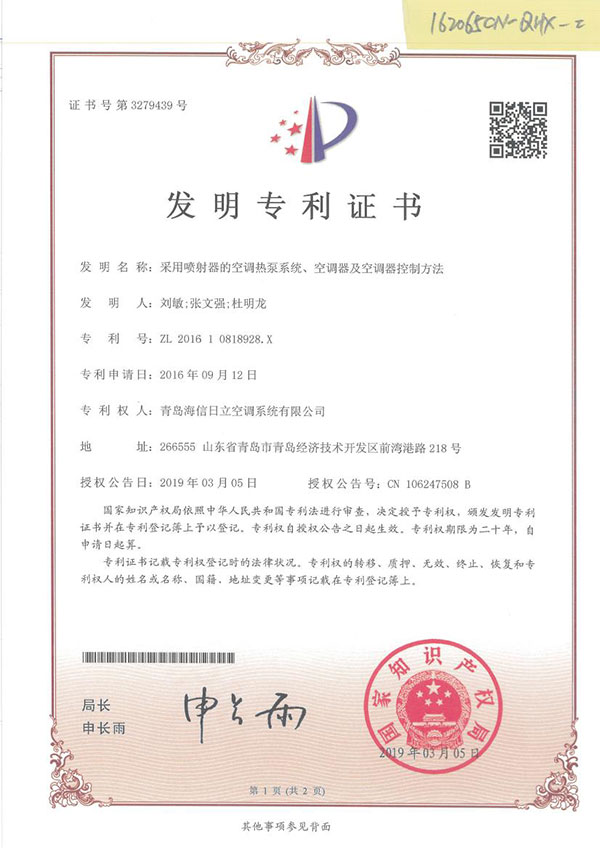 162065CN-QHX-I
证书号第3279439号
发明专利证书
发明名称：采用喷射器的空调热泵系统、空调器及空调器控制方法
发明人：刘敏;张文强;杜明龙
专利号：ZL 2016 1 0818928.X
专利申请日：2016年09月12日
专利权人：青岛海信日立空调系统有限公司
地址：266555 山东省青岛市青岛经济技术开发区前湾港路218号
授权公告日：2019年03月05日 授权公告号：CN 106247508 B
国家知识产权局依照中华人民共和国专利法进行审查，决定授予专利权，颁发发明专利
证书并在专利登记簿上予以登记。专利权自授权公告之日起生效。专利权期限为二十年，自
申请日起算。
专利证书记载专利权登记时的法律状况。专利权的转移、质押、无效、终止、恢复和专
利权人的姓名或名称、国籍、地址变更等事项记载在专利登记簿上。
局长
申长雨
申长雨
国家知识产权局
2019年03月05日
第1页(共2页)
其他事项参见背面